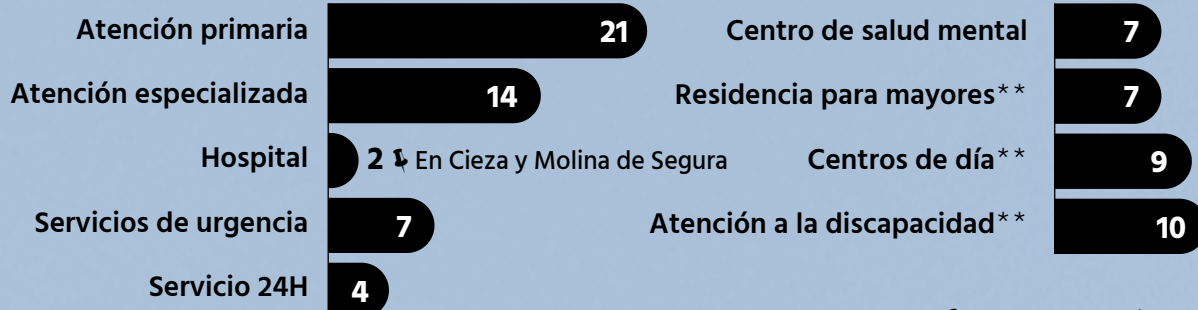 Atención primaria 21
Atención especializada 14
Hospital 2 En Cieza y Molina de Segura
Servicios de urgencia 7
Servicio 24H 4
Centro de salud mental 7
Residencia para mayores** 7
Centros de día** 9
Atención a la discapacidad** 10